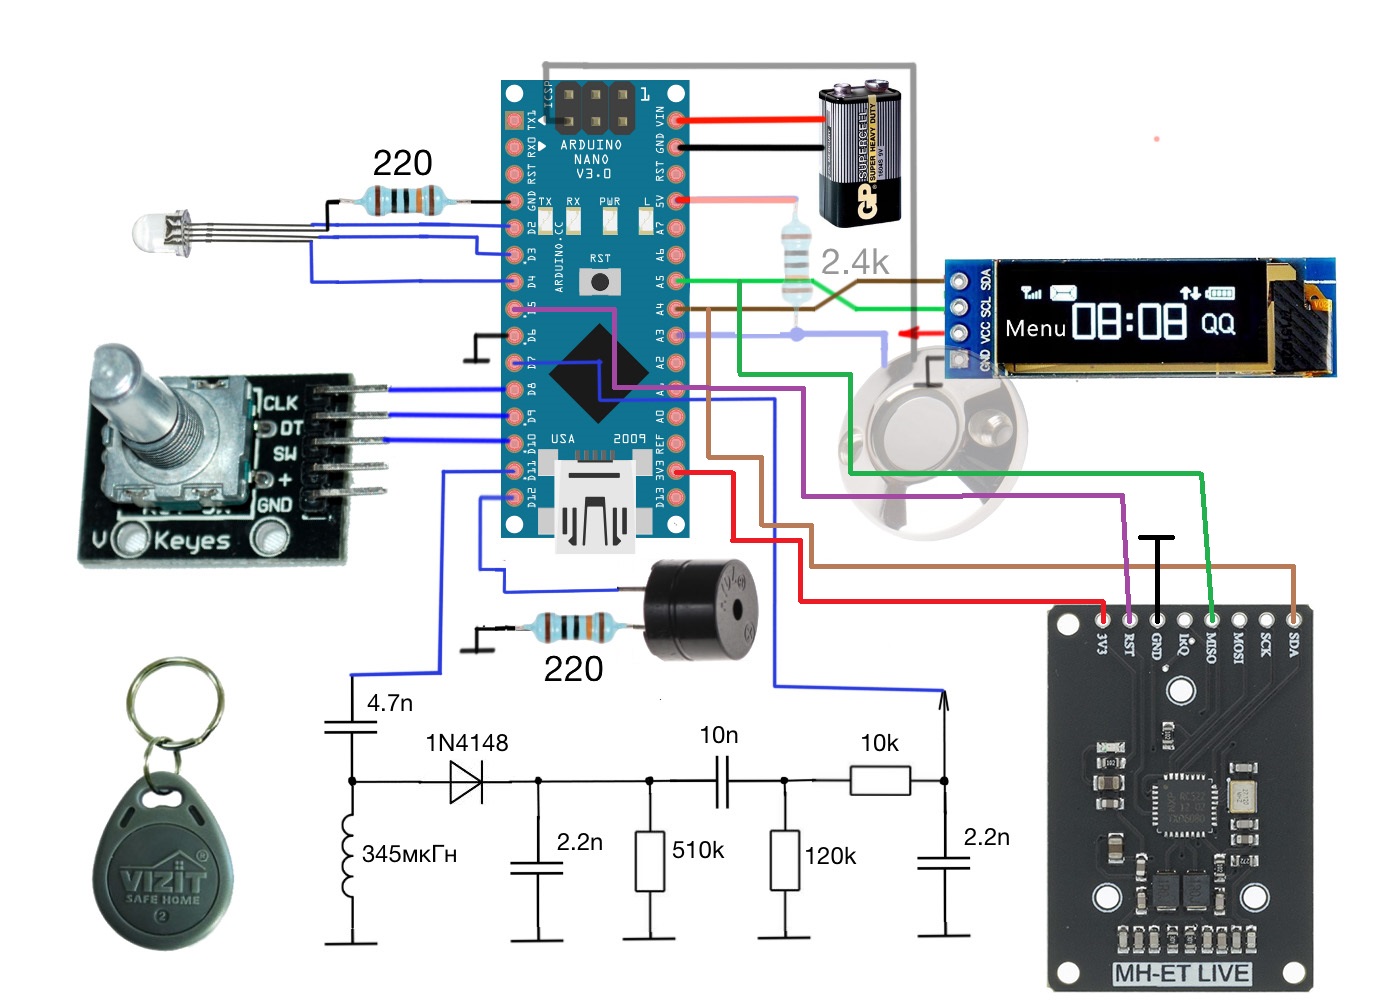 220
ICSP
1
TX1
RX0
RST
GND
D2
D3
D4
D6
D7
D8
D9
D10
D11
D12
ARDUINO
NANO
V3.0
TX
RX
PWR
L
RST
ARDUINO.CC
USA
2009
VIN
GND
RST
5V
A7
A6
A5
A4
A3
A2
A0
REF
3V3
D13
GP
SUPERCELL
SUPER HEAVY DUTY
2.4k
SDA
SCL
VCC
GND
Menu 08:08 QQ
CLK
DT
SW
+
GND
V
Keyes
220
4.7n
1N4148
10n
10k
345мкГн
2.2n
510k
120k
2.2n
VIZIT
®
SAFE HOME
2
3V3
RST
GND
IRQ
MISO
MOSI
SCK
SDA
MH-ET LIVE